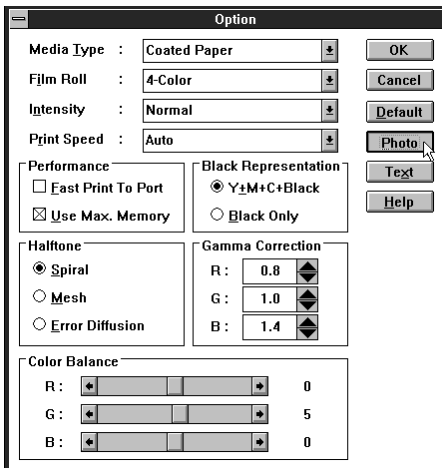 Option
Media Type : Coated Paper
Film Roll : 4-Color
Intensity : Normal
Print Speed : Auto
OK
Cancel
Default
Photo
Text
Help
Performance
Fast Print To Port
Use Max. Memory
Black Representation
Y+M+C+Black
Black Only
Halftone
Spiral
Mesh
Error Diffusion
Gamma Correction
R : 0.8
G : 1.0
B : 1.4
Color Balance
R : 0
G : 5
B : 0